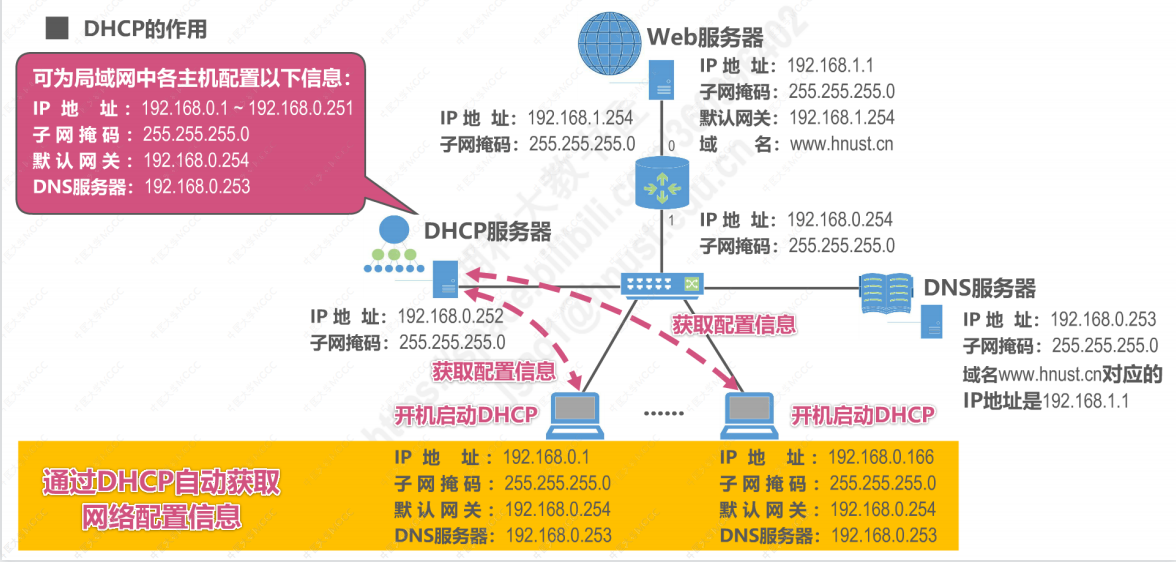 DHCP的作用
可为局域网中各主机配置以下信息：
IP 地 址 ：192.168.0.1 ~ 192.168.0.251
子网掩码：255.255.255.0
默认网关：192.168.0.254
DNS服务器：192.168.0.253
Web服务器
IP 地 址：192.168.1.1
子网掩码：255.255.255.0
默认网关：192.168.1.254
域 名：www.hnust.cn
IP 地 址：192.168.1.254
子网掩码：255.255.255.0
0
1
IP 地 址：192.168.0.254
子网掩码：255.255.255.0
DHCP服务器
IP 地 址：192.168.0.252
子网掩码：255.255.255.0
DNS服务器
IP 地 址：192.168.0.253
子网掩码：255.255.255.0
域名www.hnust.cn对应的
IP地址是192.168.1.1
获取配置信息
获取配置信息
开机启动DHCP
······
开机启动DHCP
通过DHCP自动获取
网络配置信息
IP 地 址 ：192.168.0.1
子网掩码：255.255.255.0
默认网关：192.168.0.254
DNS服务器：192.168.0.253
IP 地 址 ：192.168.0.166
子网掩码：255.255.255.0
默认网关：192.168.0.254
DNS服务器：192.168.0.253